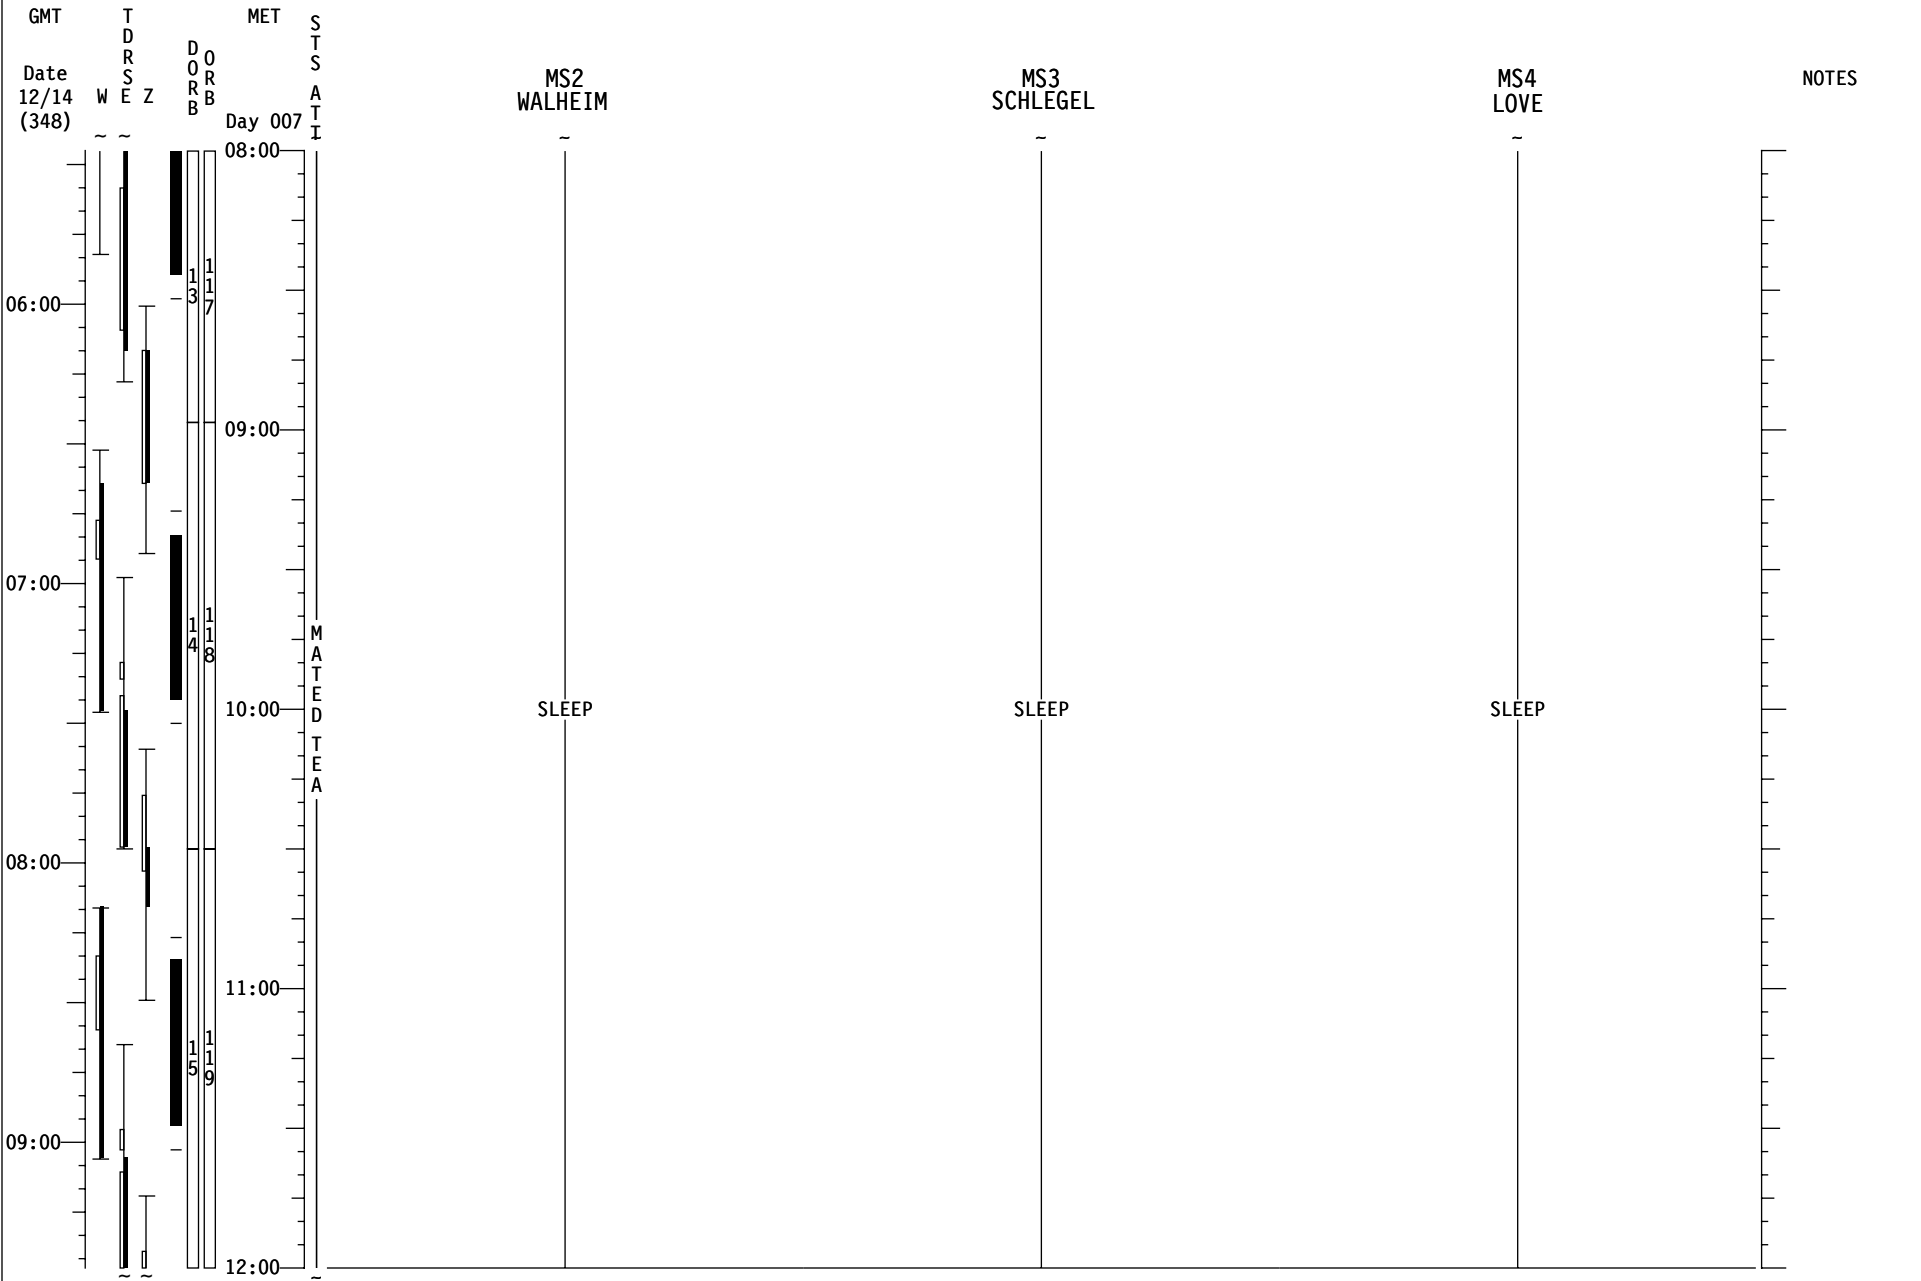 GMT
TDRS
MET
STS ATT
DORB
ORB
Date
12/14
(348)
W E Z
Day 007
MS2
WALHEIM
MS3
SCHLEGEL
MS4
LOVE
NOTES
~ ~ ~ ~ ~
08:00
13
117
06:00
09:00
07:00
14
118
MATED TEA
10:00
SLEEP
SLEEP
SLEEP
08:00
11:00
15
119
09:00
12:00
~ ~ ~